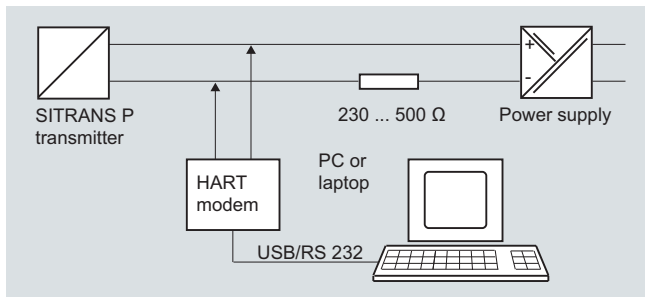 +
-
SITRANS P
transmitter
230 ... 500 Ω
Power supply
PC or
laptop
HART
modem
USB/RS 232